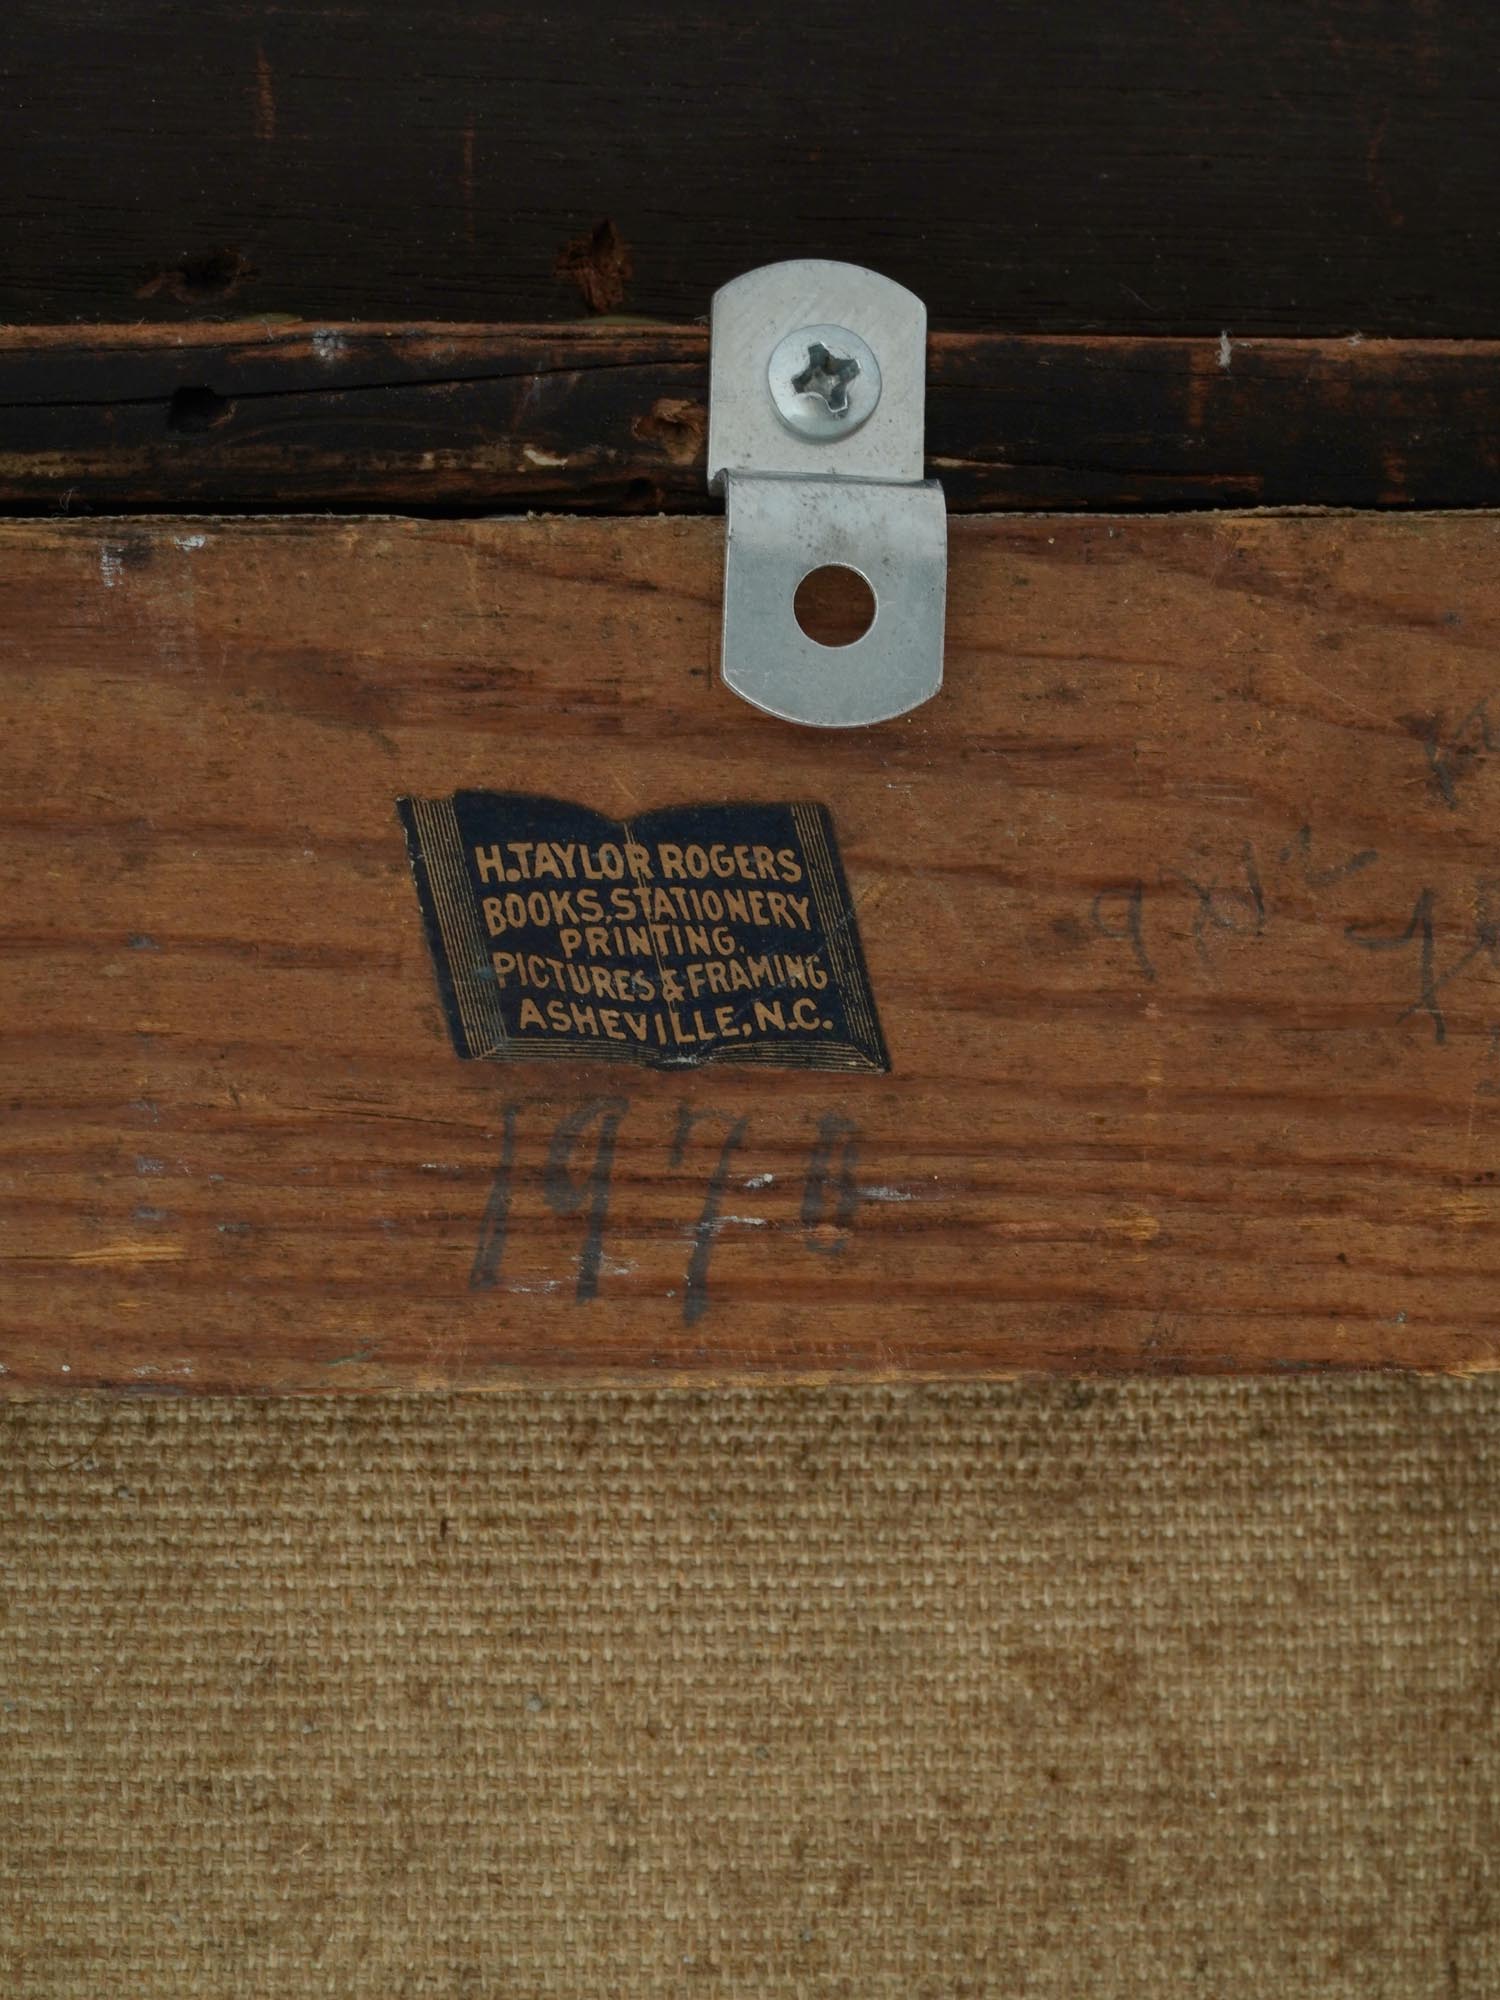 H. TAYLOR ROGERS
BOOKS, STATIONERY
PRINTING.
PICTURES & FRAMING
ASHEVILLE, N.C.
1970